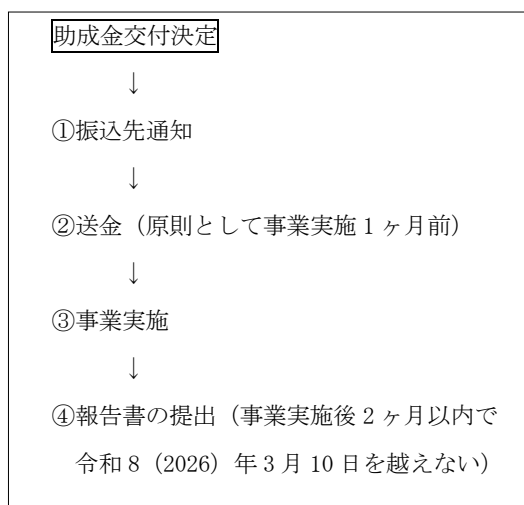 助成金交付決定
↓
①振込先通知
↓
②送金（原則として事業実施 1 ヶ月前）
↓
③事業実施
↓
④報告書の提出（事業実施後 2 ヶ月以内で
令和 8（2026）年 3 月 10 日を越えない）